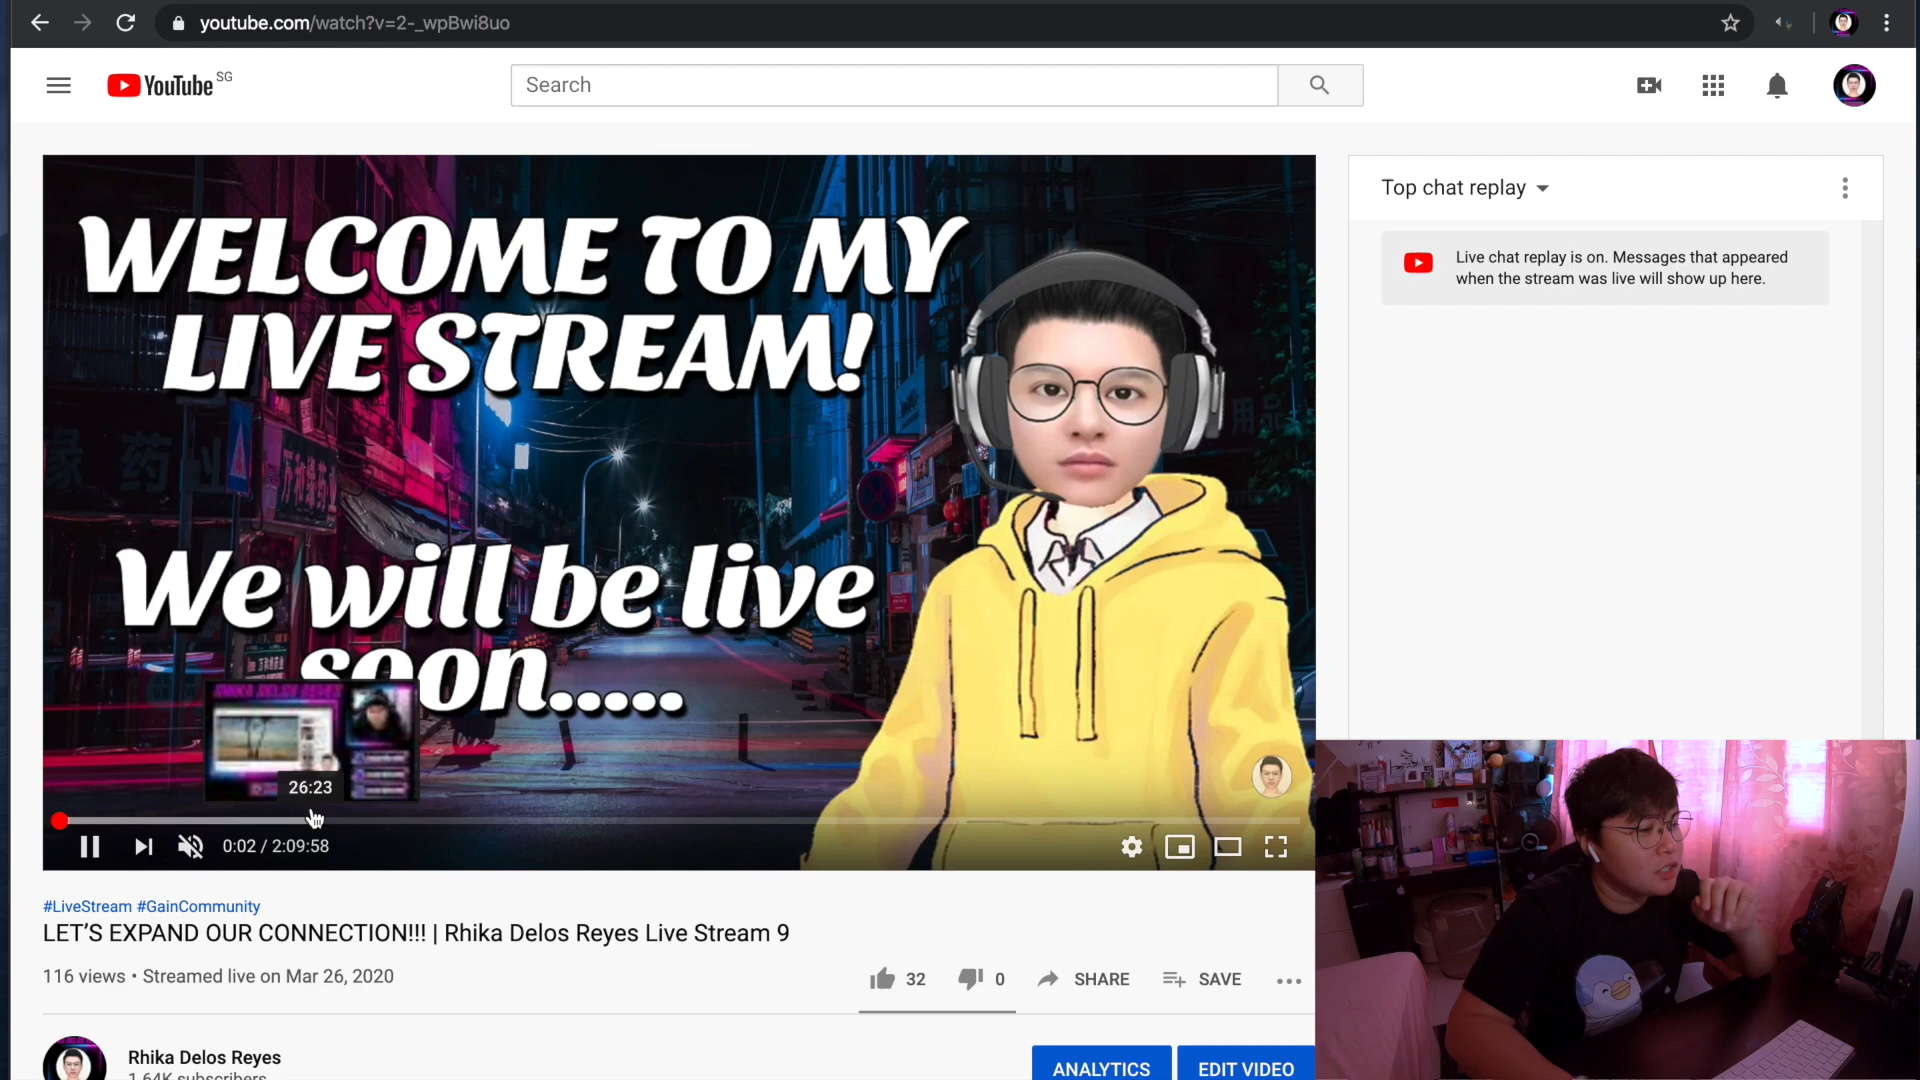 youtube.com/watch?v=2-_wpBwi8uo
YouTube SG
Search
WELCOME TO MY
LIVE STREAM!
We will be live
soon.....
26:23
0:02 / 2:09:58
Top chat replay
Live chat replay is on. Messages that appeared
when the stream was live will show up here.
#LiveStream #GainCommunity
LET'S EXPAND OUR CONNECTION!!! | Rhika Delos Reyes Live Stream 9
116 views • Streamed live on Mar 26, 2020
32
0
SHARE
SAVE
Rhika Delos Reyes
1.64K subscribers
ANALYTICS
EDIT VIDEO